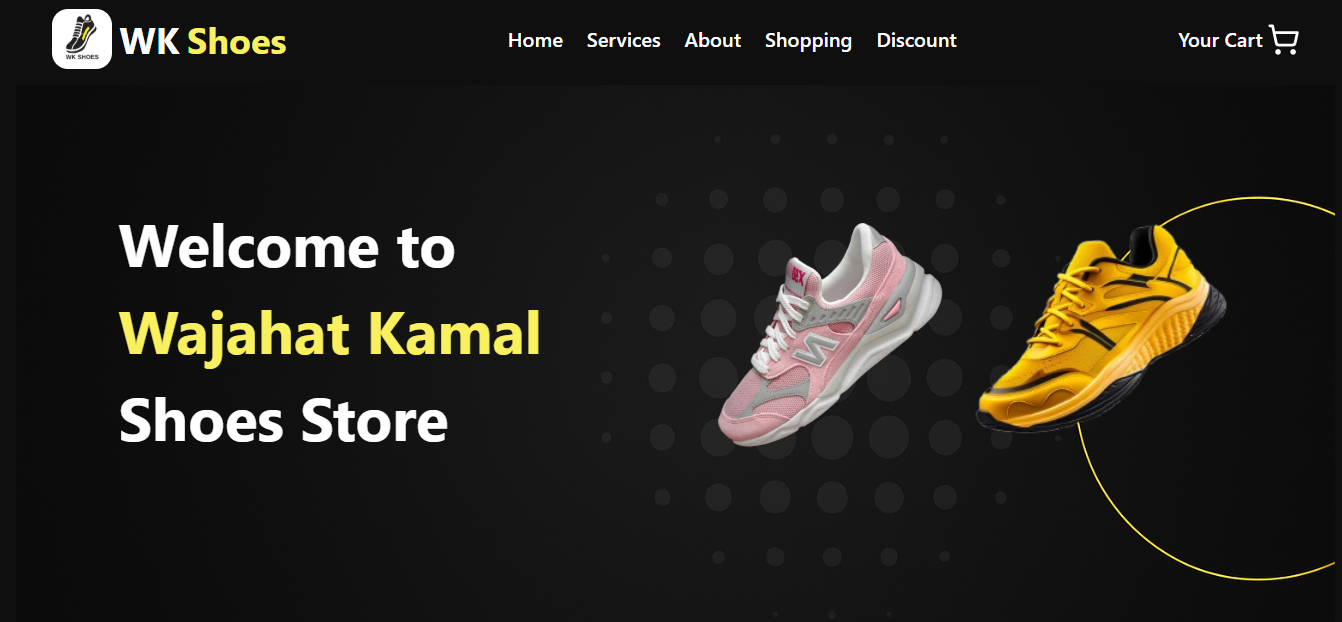 WK SHOES
WK Shoes
Home Services About Shopping Discount
Your Cart
Welcome to
Wajahat Kamal
Shoes Store
N